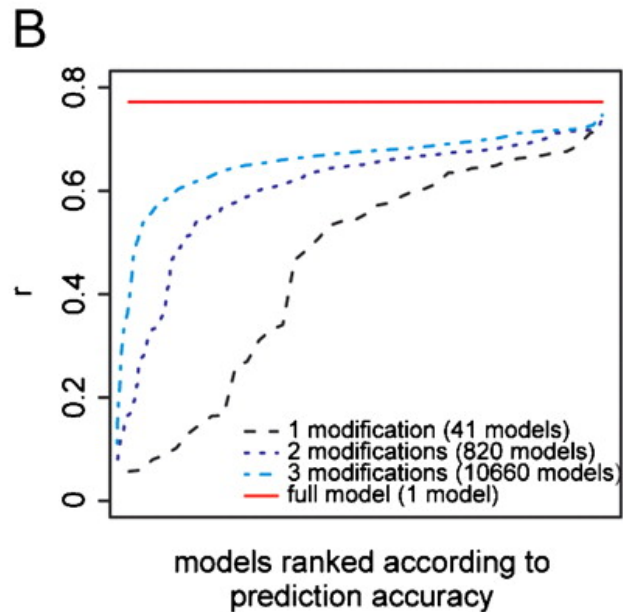 B
0.8
0.6
0.4
0.2
0
r
1 modification (41 models)
2 modifications (820 models)
3 modifications (10660 models)
full model (1 model)
models ranked according to
prediction accuracy